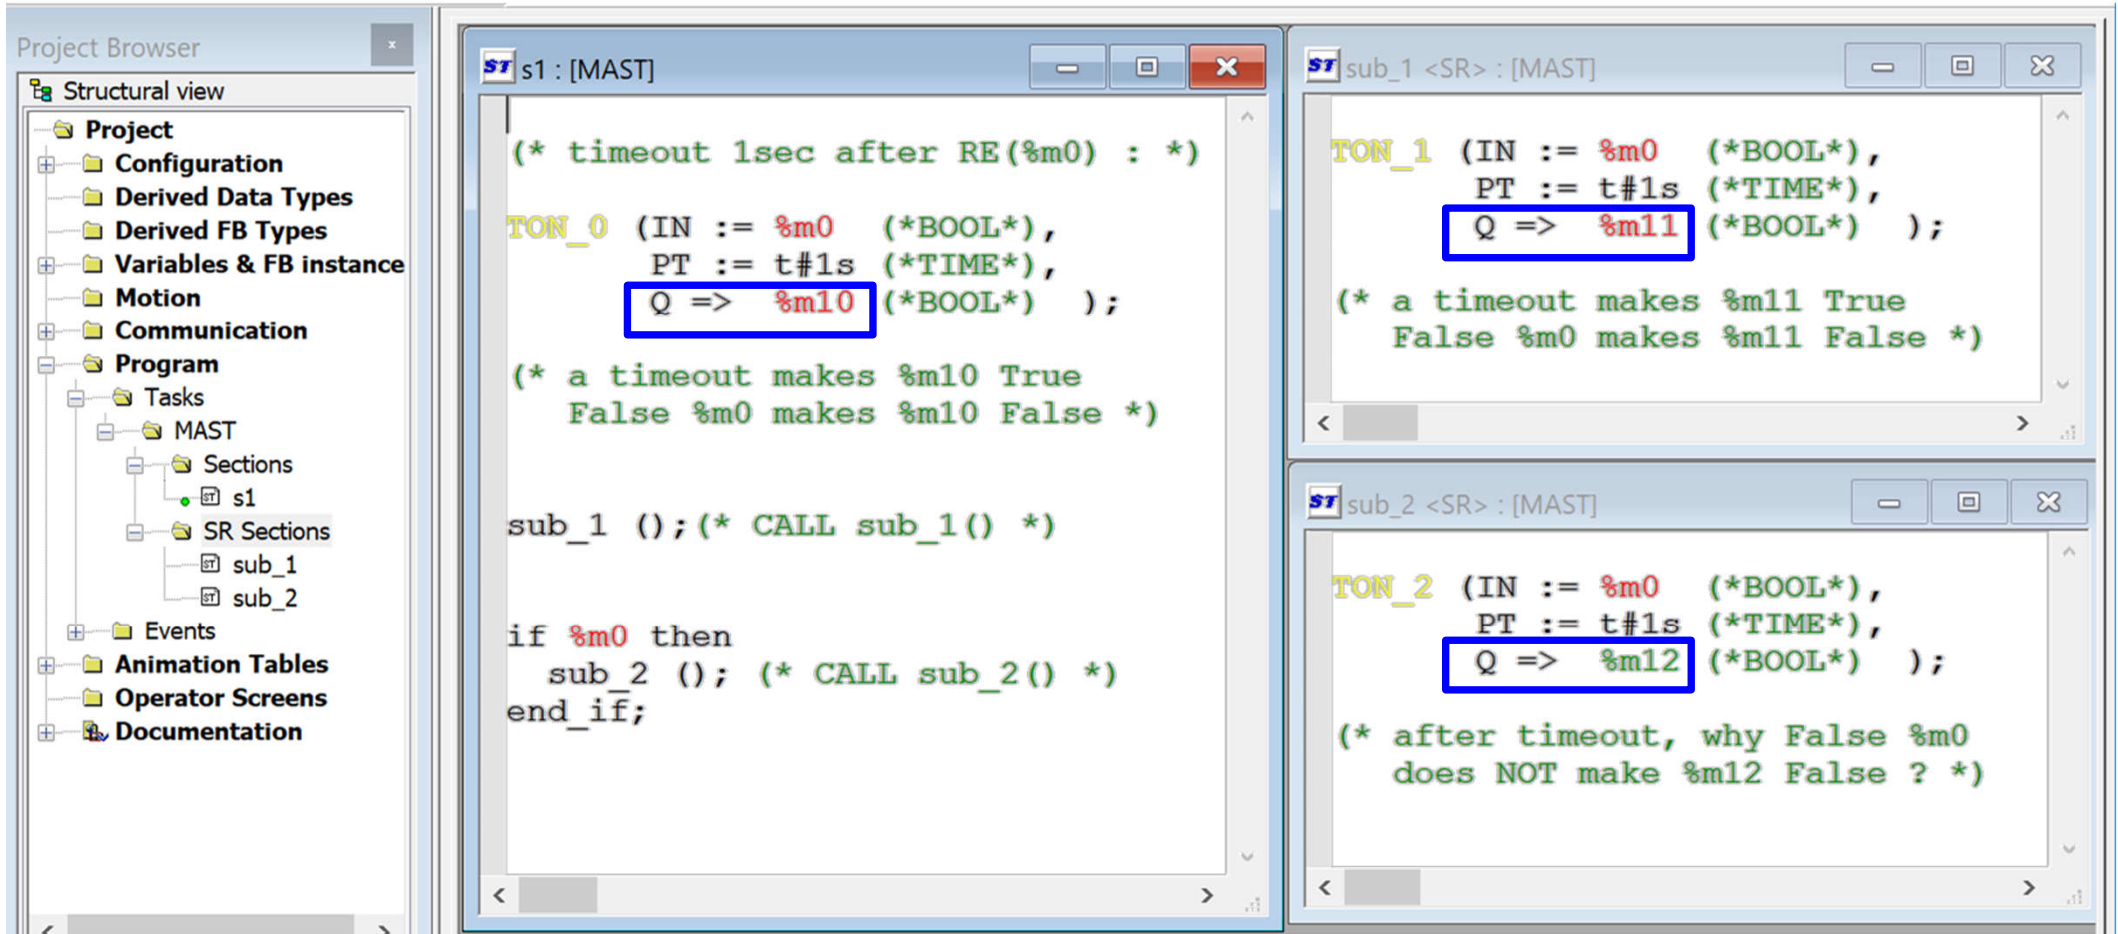 Project Browser
x
Structural view
Project
Configuration
Derived Data Types
Derived FB Types
Variables & FB instance
Motion
Communication
Program
Tasks
MAST
Sections
s1
SR Sections
sub_1
sub_2
Events
Animation Tables
Operator Screens
Documentation
ST s1 : [MAST]
(* timeout 1sec after RE(%m0) : *)
TON_0 (IN := %m0 (*BOOL*),
PT := t#1s (*TIME*),
Q => %m10 (*BOOL*) );
(* a timeout makes %m10 True
False %m0 makes %m10 False *)
sub_1 ();(* CALL sub_1() *)
if %m0 then
sub_2 (); (* CALL sub_2() *)
end_if;
ST sub_1 <SR> : [MAST]
TON_1 (IN := %m0 (*BOOL*),
PT := t#1s (*TIME*),
Q => %m11 (*BOOL*) );
(* a timeout makes %m11 True
False %m0 makes %m11 False *)
ST sub_2 <SR> : [MAST]
TON_2 (IN := %m0 (*BOOL*),
PT := t#1s (*TIME*),
Q => %m12 (*BOOL*) );
(* after timeout, why False %m0
does NOT make %m12 False ? *)